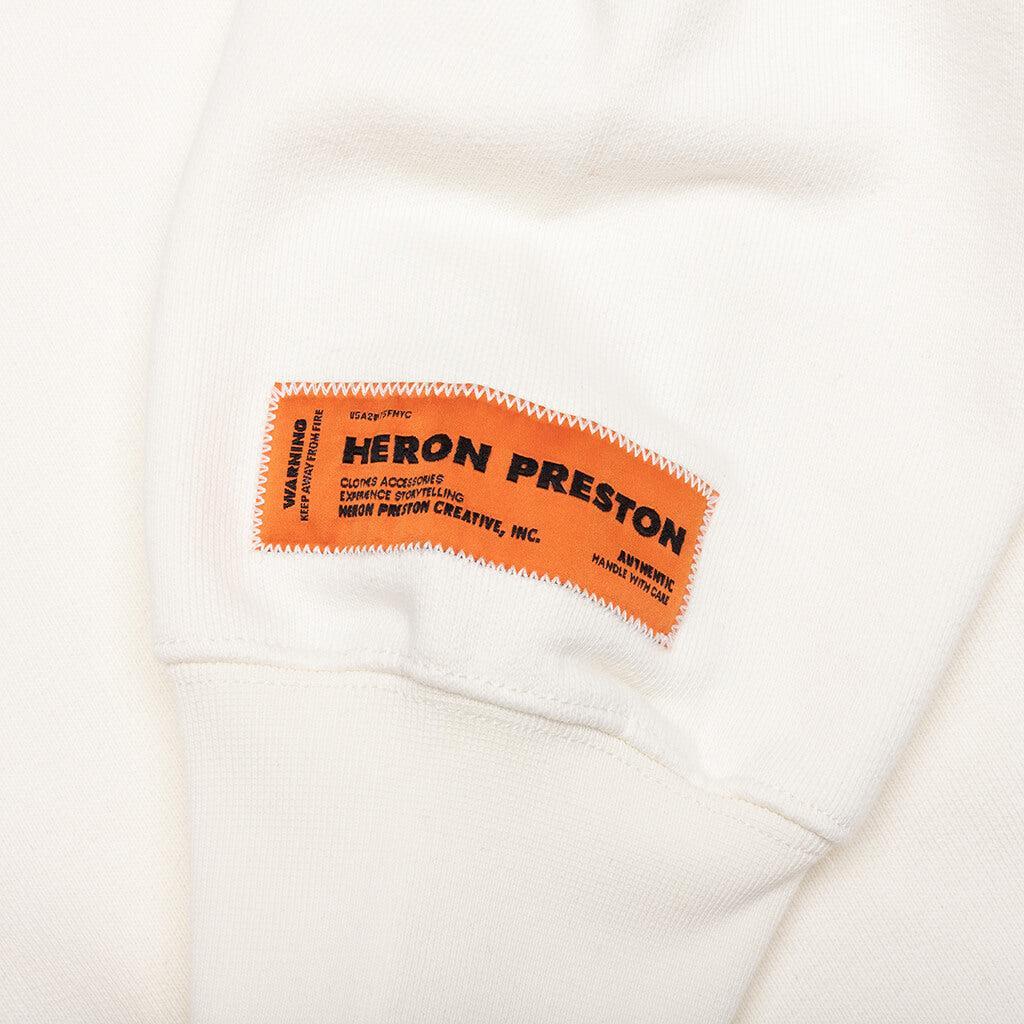 WARNING
KEEP AWAY FROM FIRE
HERON PRESTON
CLOTHES ACCESSORIES
EXPERIENCE STORYTELLING
HERON PRESTON CREATIVE, INC.
AUTHENTIC
HANDLE WITH CARE